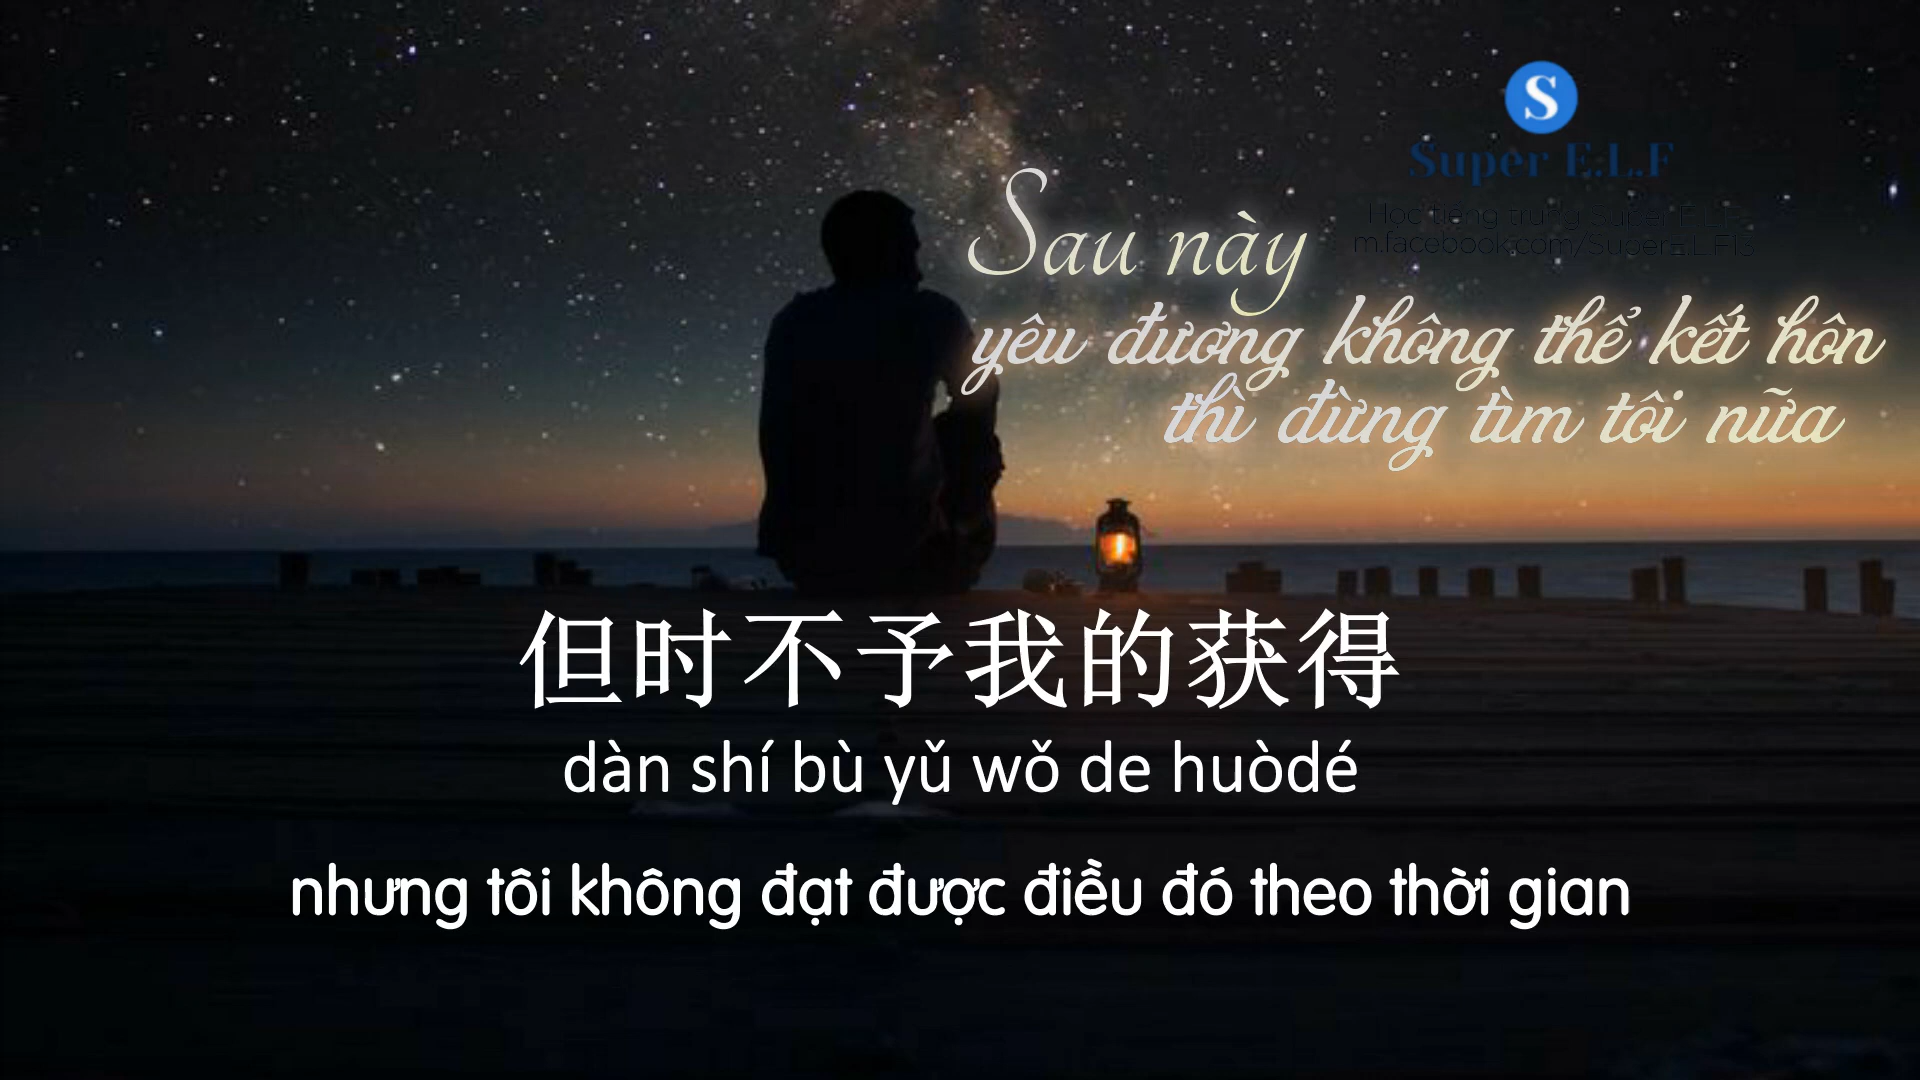 S
Super E.L.F
Học tiếng trung Super E.L.F
m.facebook.com/SuperE.L.F13
Sau này
yêu đương không thể kết hôn
thì đừng tìm tôi nữa
但时不予我的获得
dàn shí bù yǔ wǒ de huòdé
nhưng tôi không đạt được điều đó theo thời gian